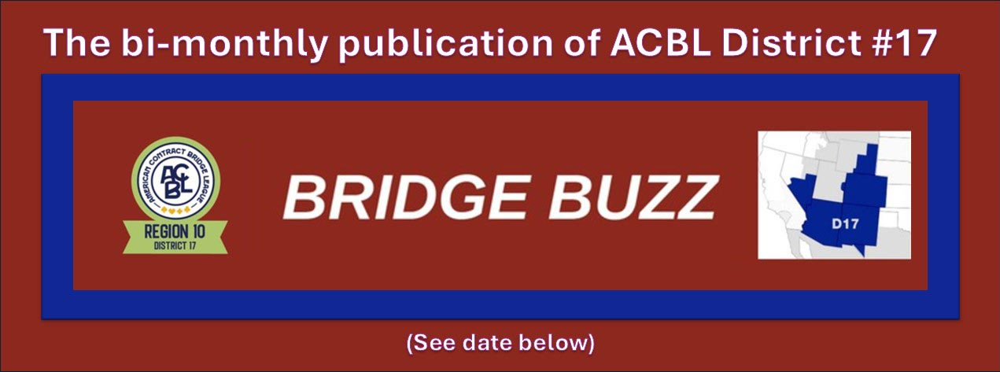 The bi-monthly publication of ACBL District #17
AMERICAN CONTRACT BRIDGE LEAGUE
ACBL
REGION 10
DISTRICT 17
BRIDGE BUZZ
D17
(See date below)